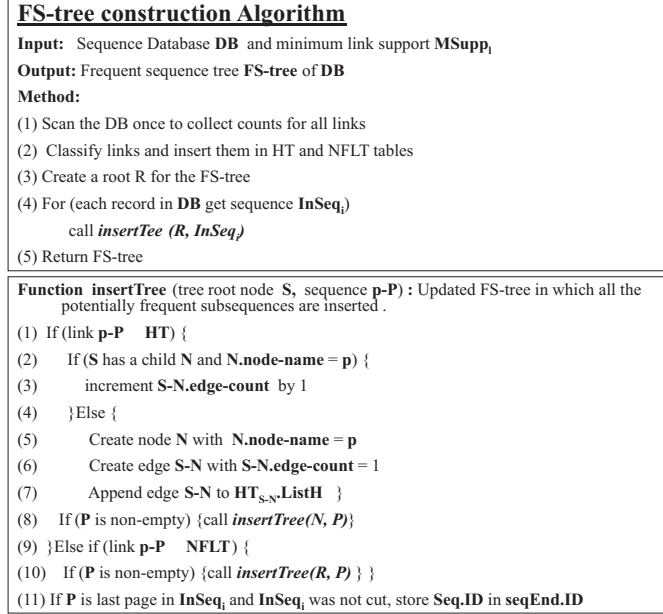 FS-tree construction Algorithm
Input: Sequence Database DB and minimum link support MSuppl
Output: Frequent sequence tree FS-tree of DB
Method:
(1) Scan the DB once to collect counts for all links
(2) Classify links and insert them in HT and NFLT tables
(3) Create a root R for the FS-tree
(4) For (each record in DB get sequence InSeqi)
call insertTee (R, InSeqi)
(5) Return FS-tree
Function insertTree (tree root node S, sequence p-P) : Updated FS-tree in which all the
potentially frequent subsequences are inserted .
(1) If (link p-P HT) {
(2) If (S has a child N and N.node-name = p) {
(3) increment S-N.edge-count by 1
(4) }Else {
(5) Create node N with N.node-name = p
(6) Create edge S-N with S-N.edge-count = 1
(7) Append edge S-N to HTS-N.ListH }
(8) If (P is non-empty) {call insertTree(N, P)}
(9) }Else if (link p-P NFLT) {
(10) If (P is non-empty) {call insertTree(R, P) } }
(11) If P is last page in InSeqi and InSeqi was not cut, store Seq.ID in seqEnd.ID